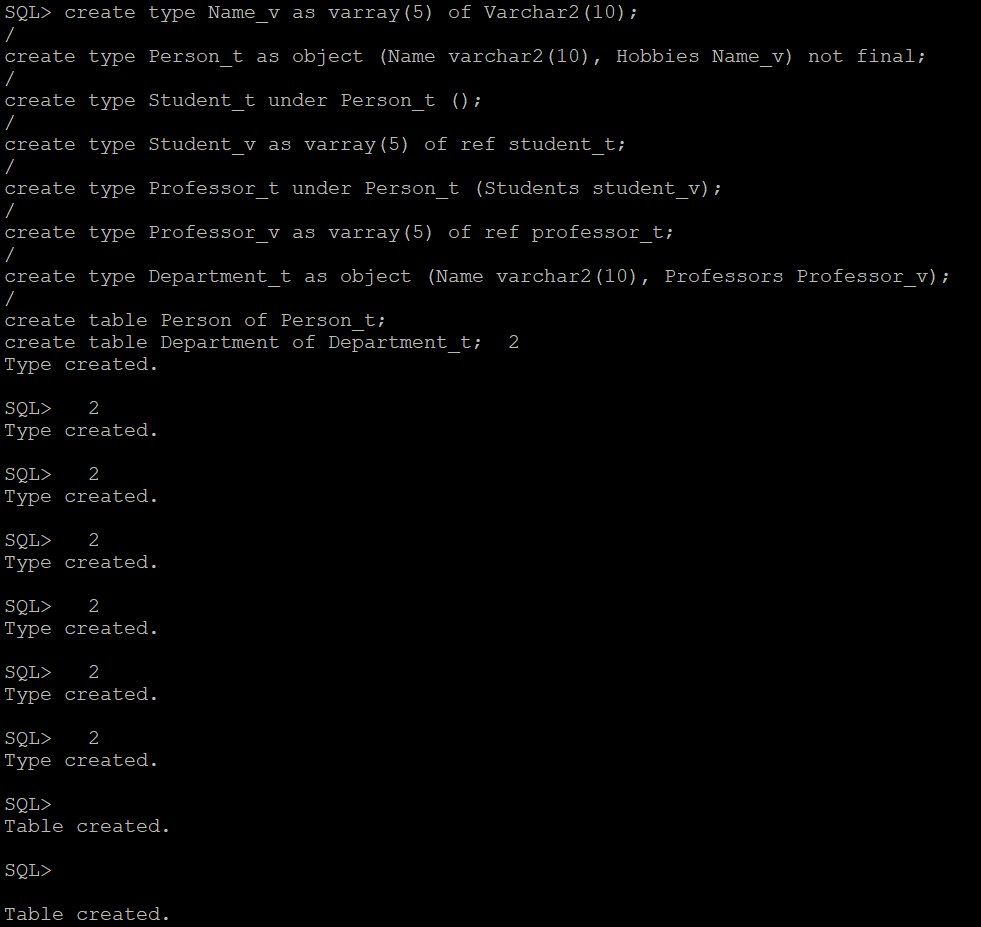 SQL> create type Name_v as varray(5) of Varchar2(10);
/
create type Person_t as object (Name varchar2(10), Hobbies Name_v) not final;
/
create type Student_t under Person_t ();
/
create type Student_v as varray(5) of ref student_t;
/
create type Professor_t under Person_t (Students student_v);
/
create type Professor_v as varray(5) of ref professor_t;
/
create type Department_t as object (Name varchar2(10), Professors Professor_v);
/
create table Person of Person_t;
create table Department of Department_t;  2
Type created.
SQL>   2
Type created.
SQL>   2
Type created.
SQL>   2
Type created.
SQL>   2
Type created.
SQL>   2
Type created.
SQL>   2
Type created.
SQL>
Table created.
SQL>
Table created.